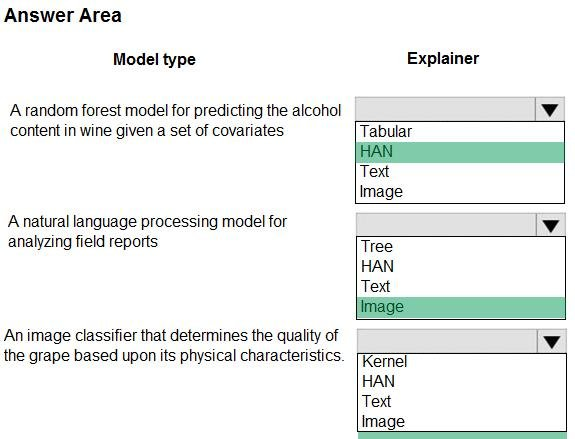 Answer Area
Model type
Explainer
A random forest model for predicting the alcohol
content in wine given a set of covariates
Tabular
HAN
Text
Image
A natural language processing model for
analyzing field reports
Tree
HAN
Text
Image
An image classifier that determines the quality of
the grape based upon its physical characteristics.
Kernel
HAN
Text
Image